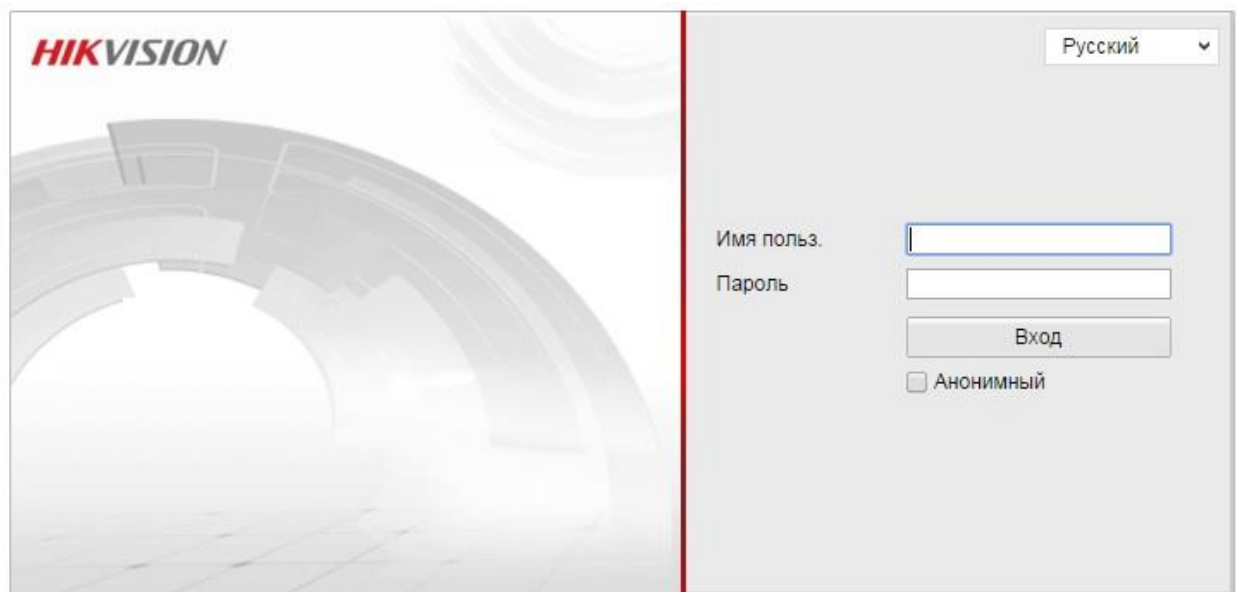 HIKVISION
Русский
Имя польз.
Пароль
Вход
Анонимный